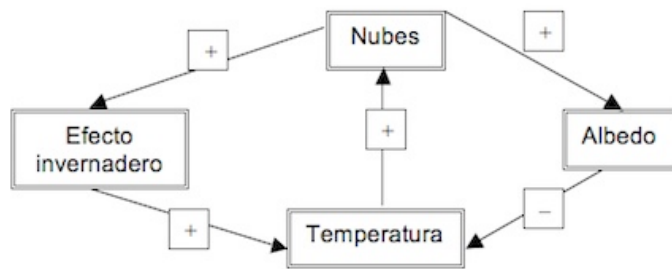 Nubes
+
+
Efecto
invernadero
+
Albedo
+
Temperatura
−